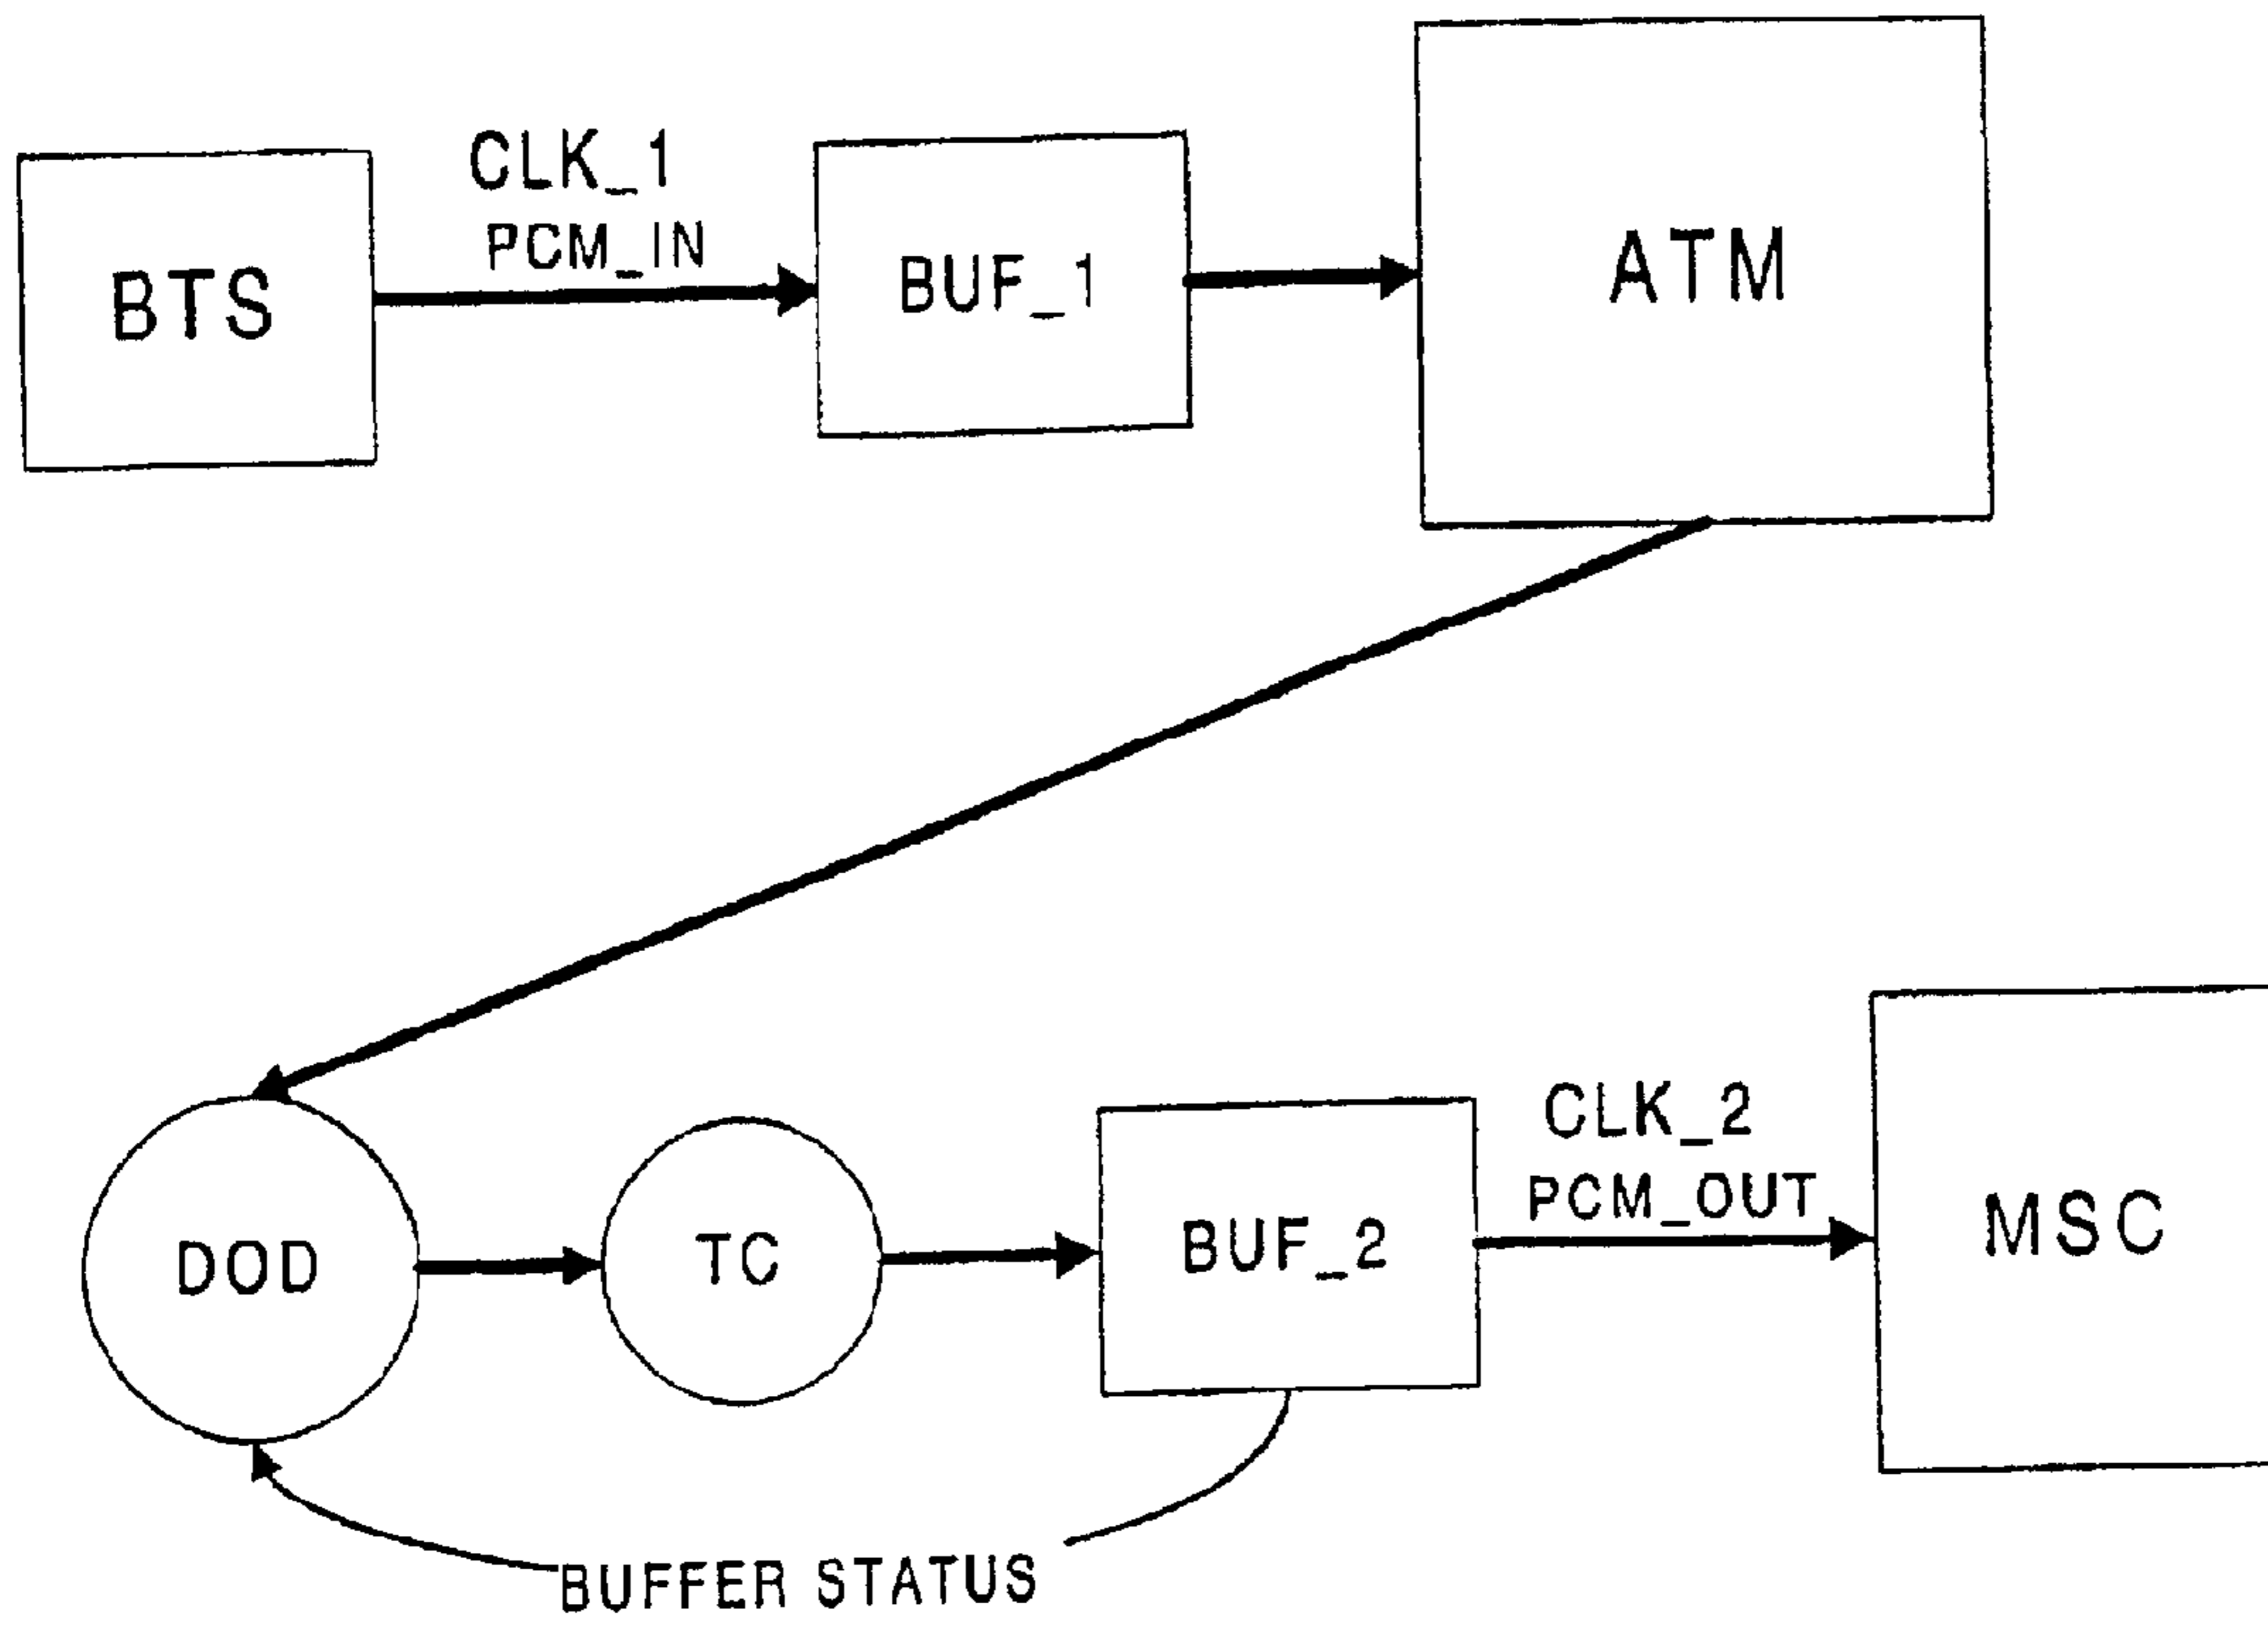 CLK_1
PCM_IN
BTS
BUF_1
ATM
DOD
TC
BUF_2
CLK_2
PCM_OUT
MSC
BUFFER STATUS